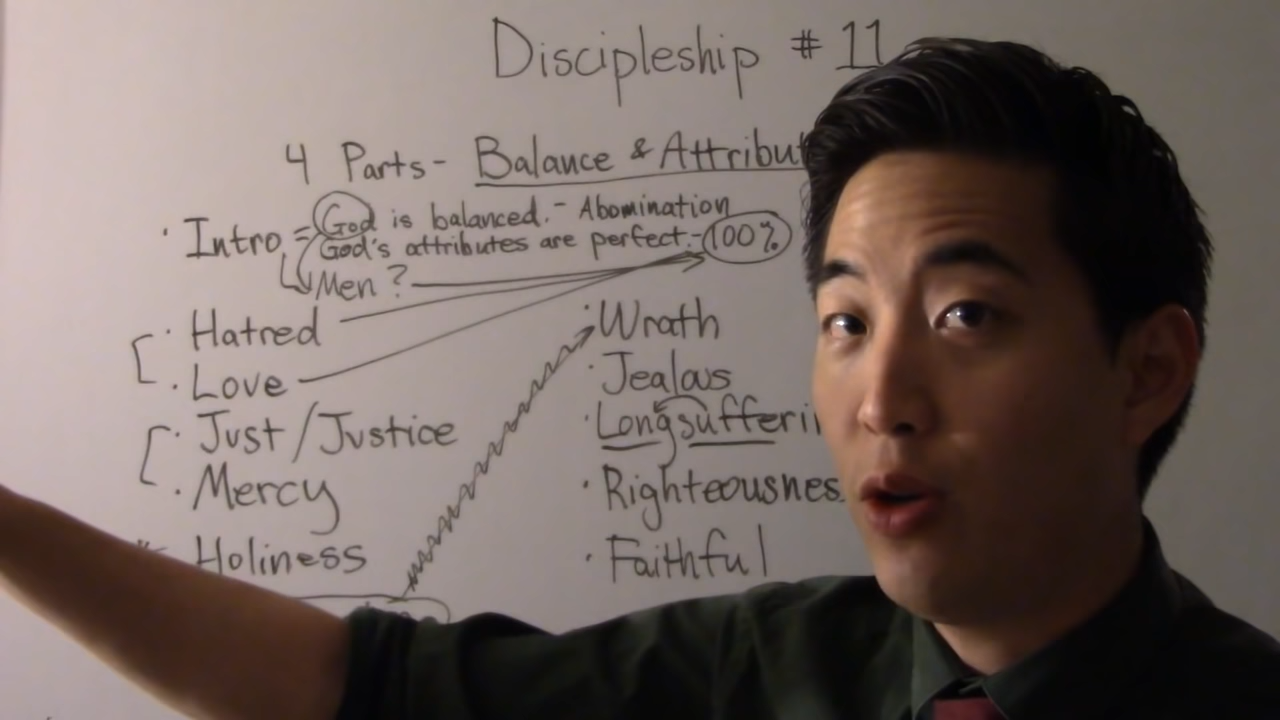 Discipleship # 11
4 Parts - Balance & Attribut
· Intro = God is balanced. - Abomination
God's attributes are perfect. - 100%
Men ?
· Hatred
· Love
· Just / Justice
· Mercy
Holiness
· Wrath
· Jealous
· Longsufferi
· Righteousnes
· Faithful